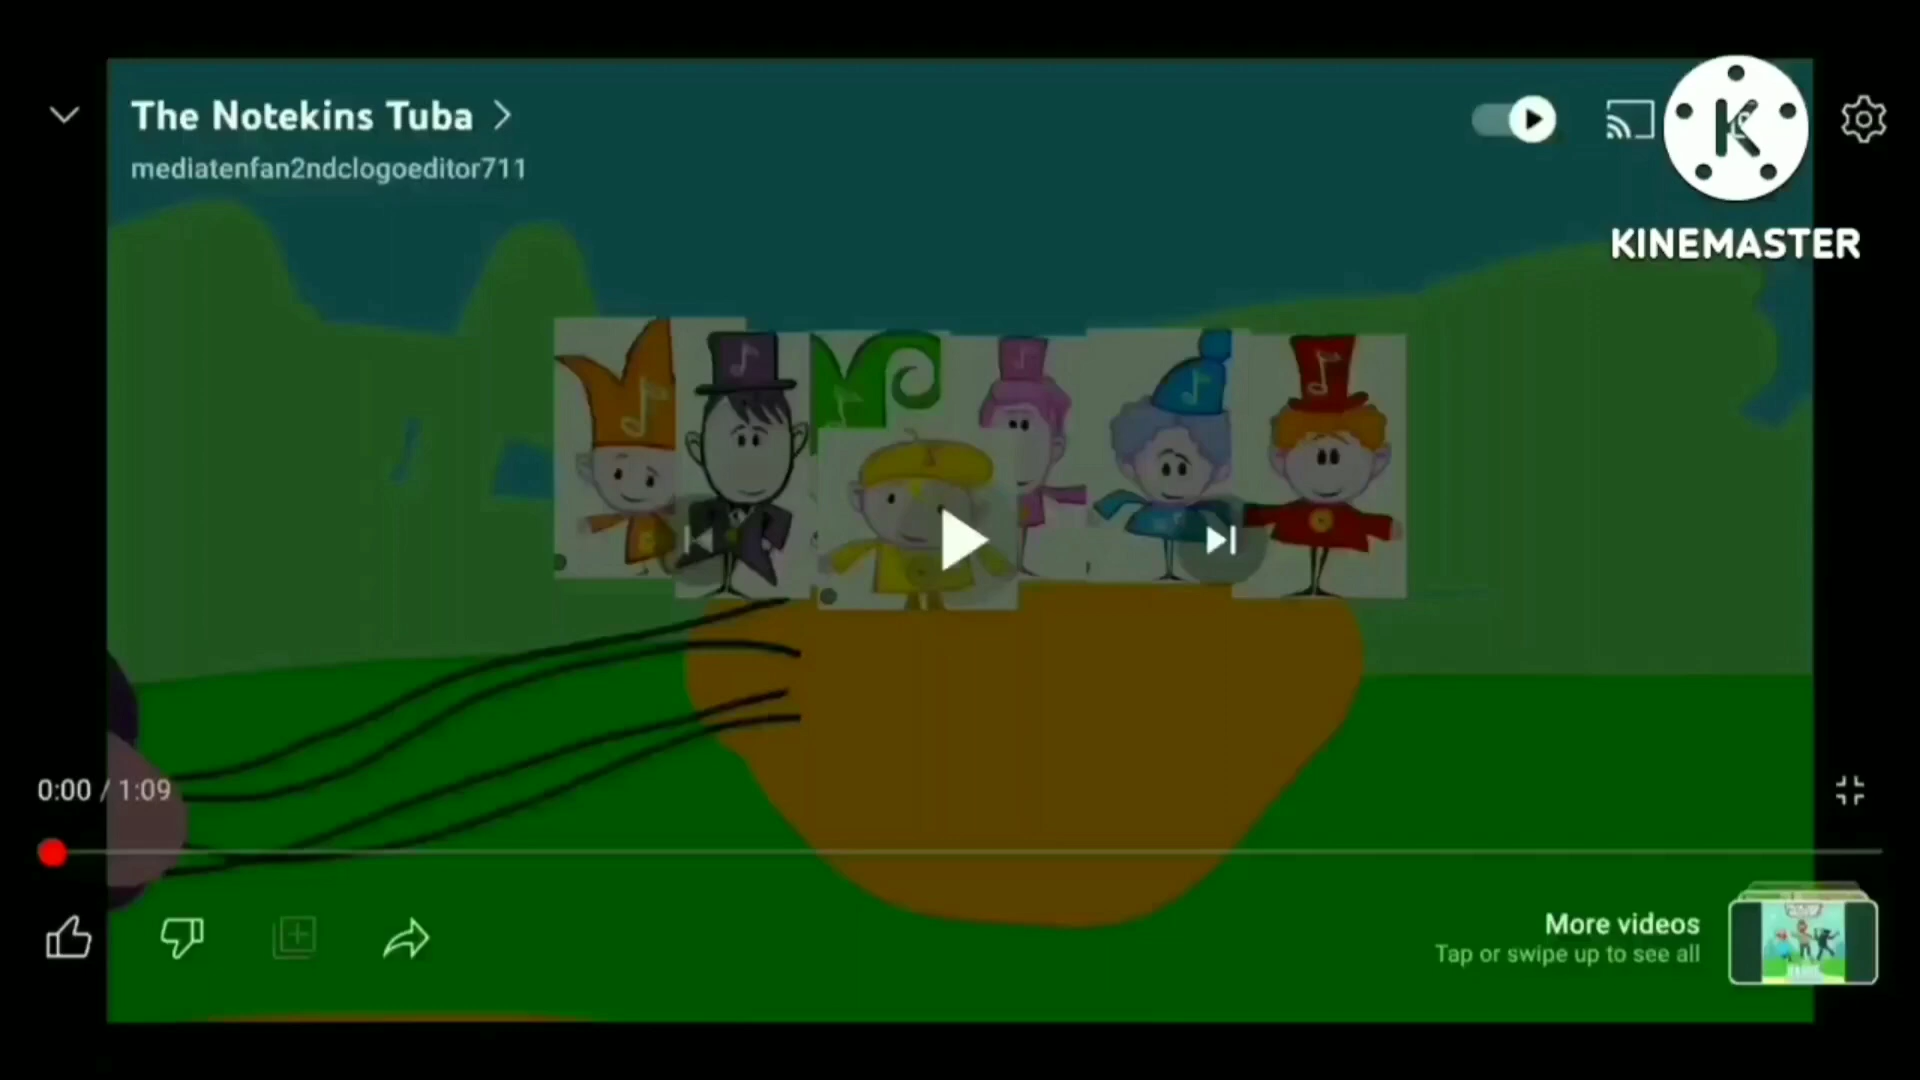 The Notekins Tuba
mediatenfan2ndclogoeditor711
KINEMASTER
0:00 / 1:09
More videos
Tap or swipe up to see all